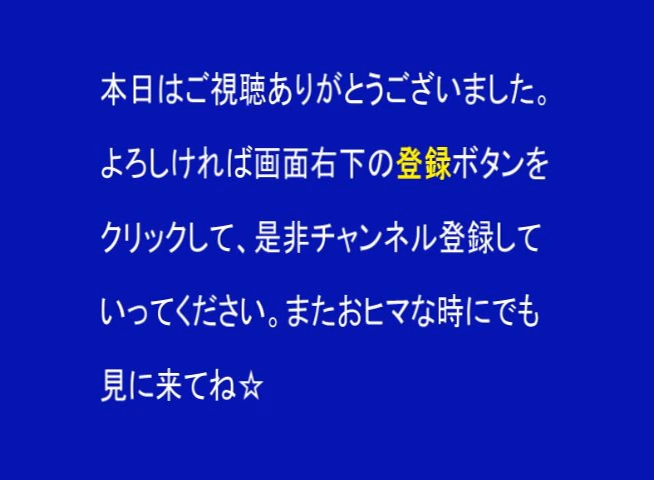 本日はご視聴ありがとうございました。
よろしければ画面右下の登録ボタンを
クリックして、是非チャンネル登録して
いってください。またおヒマな時にでも
見に来てね☆